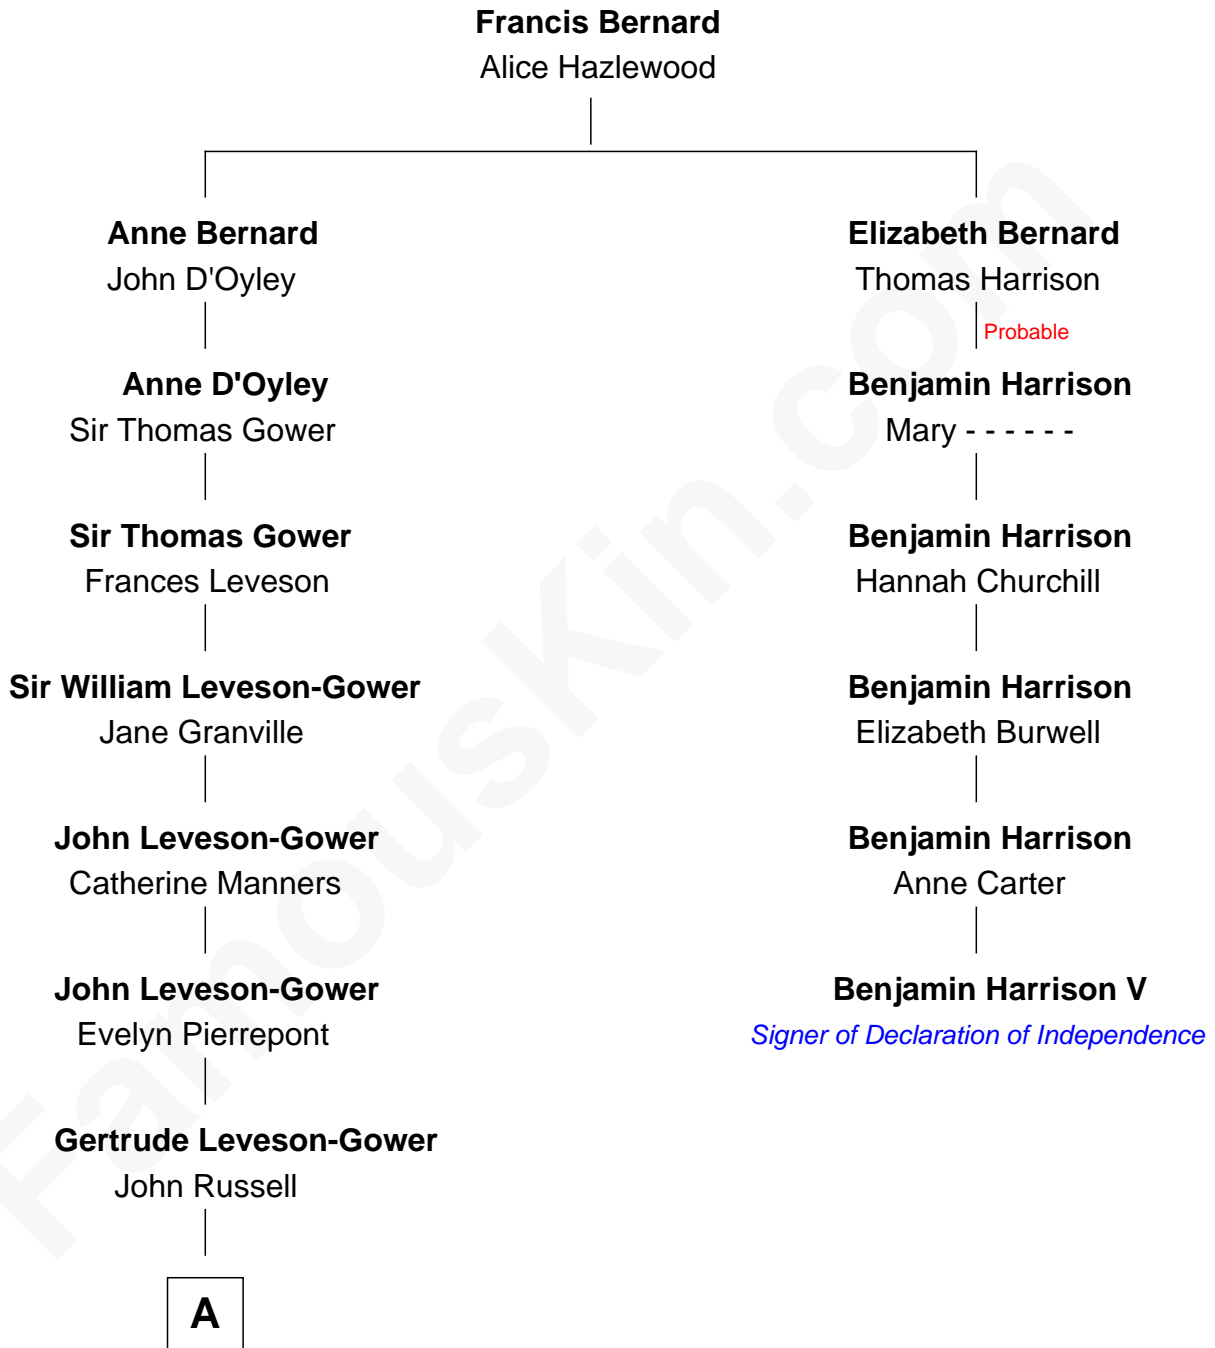 Francis Bernard
Alice Hazlewood
Anne Bernard
John D'Oyley
Elizabeth Bernard
Thomas Harrison
Probable
Anne D'Oyley
Sir Thomas Gower
Benjamin Harrison
Mary - - - - - -
Sir Thomas Gower
Frances Leveson
Benjamin Harrison
Hannah Churchill
Sir William Leveson-Gower
Jane Granville
Benjamin Harrison
Elizabeth Burwell
John Leveson-Gower
Catherine Manners
Benjamin Harrison
Anne Carter
John Leveson-Gower
Evelyn Pierrepont
Benjamin Harrison V
Signer of Declaration of Independence
Gertrude Leveson-Gower
John Russell
A
FamousKin.com